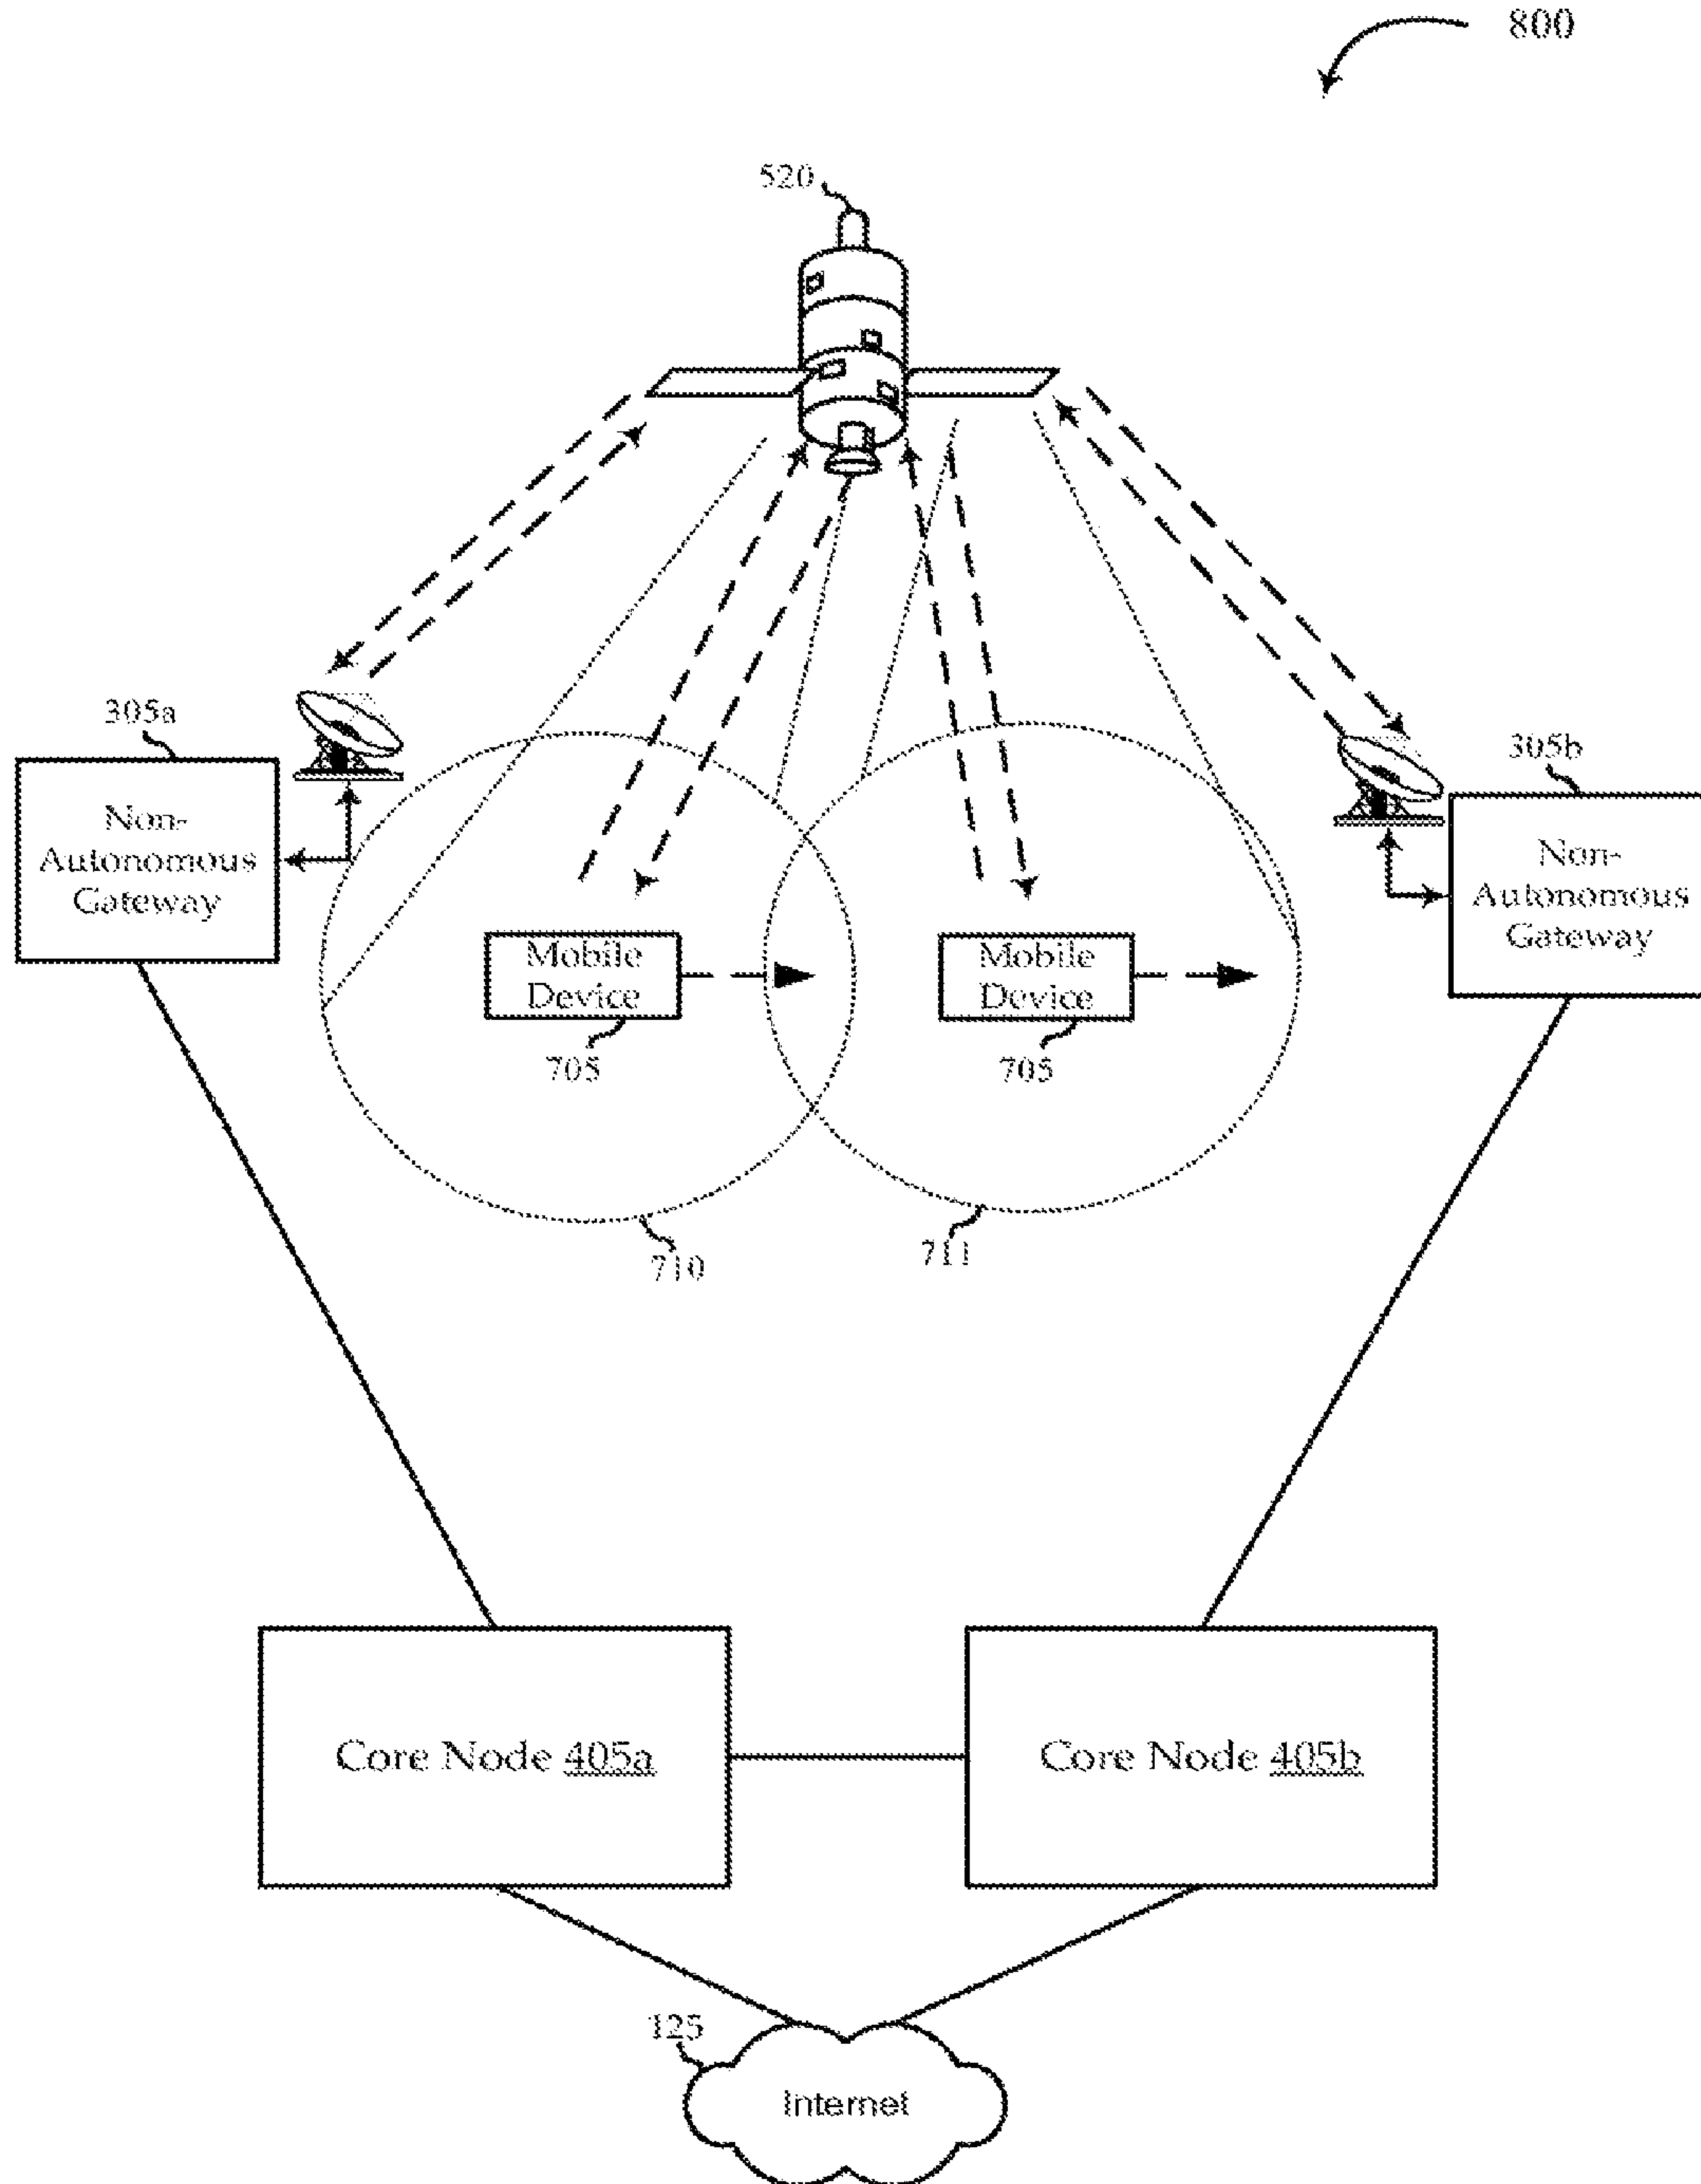 800
520
305a
Non-
Autonomous
Gateway
305b
Non-
Autonomous
Gateway
Mobile
Device
705
Mobile
Device
705
710
711
Core Node 405a
Core Node 405b
125
Internet